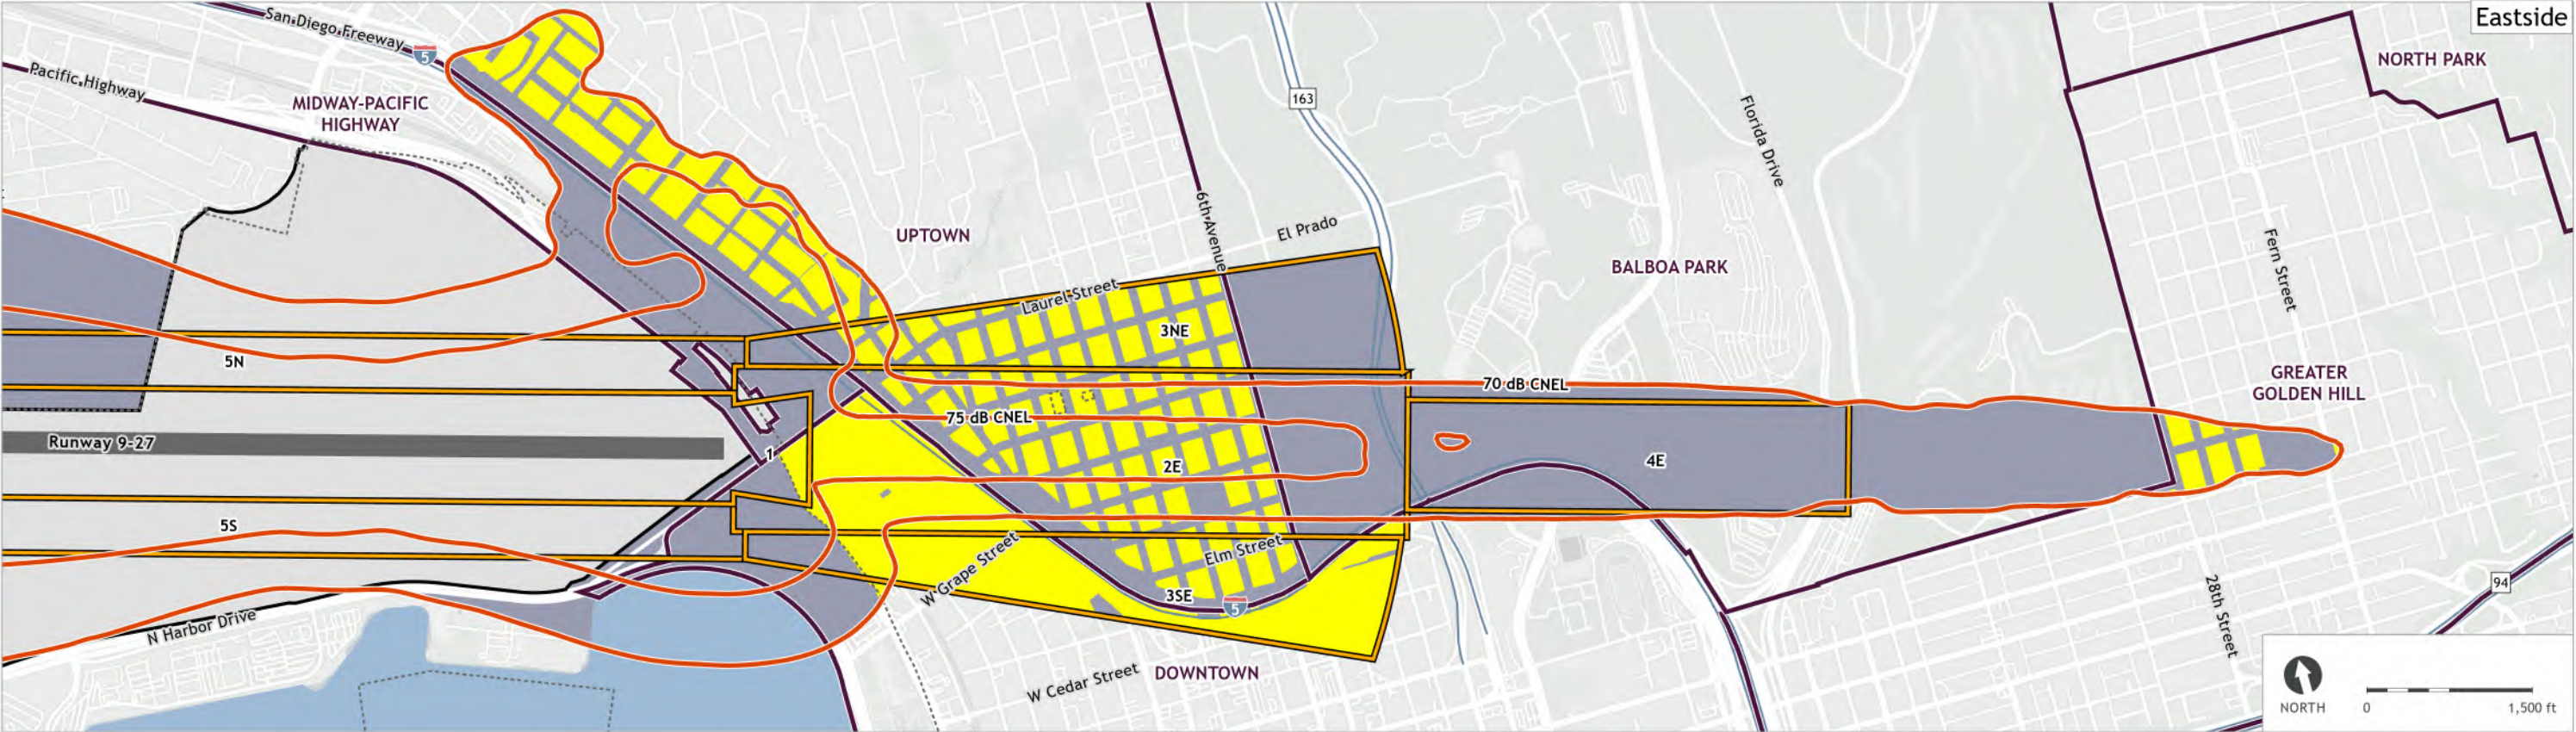 Eastside
San Diego Freeway
5
Pacific Highway
MIDWAY-PACIFIC
HIGHWAY
NORTH PARK
163
Florida Drive
6th Avenue
UPTOWN
El Prado
BALBOA PARK
Fern Street
Laurel Street
3NE
5N
70 dB CNEL
GREATER
GOLDEN HILL
75 dB CNEL
Runway 9-27
1
2E
4E
5S
Elm Street
W Grape Street
3SE
5
28th Street
94
N Harbor Drive
W Cedar Street
DOWNTOWN
NORTH
0
1,500 ft